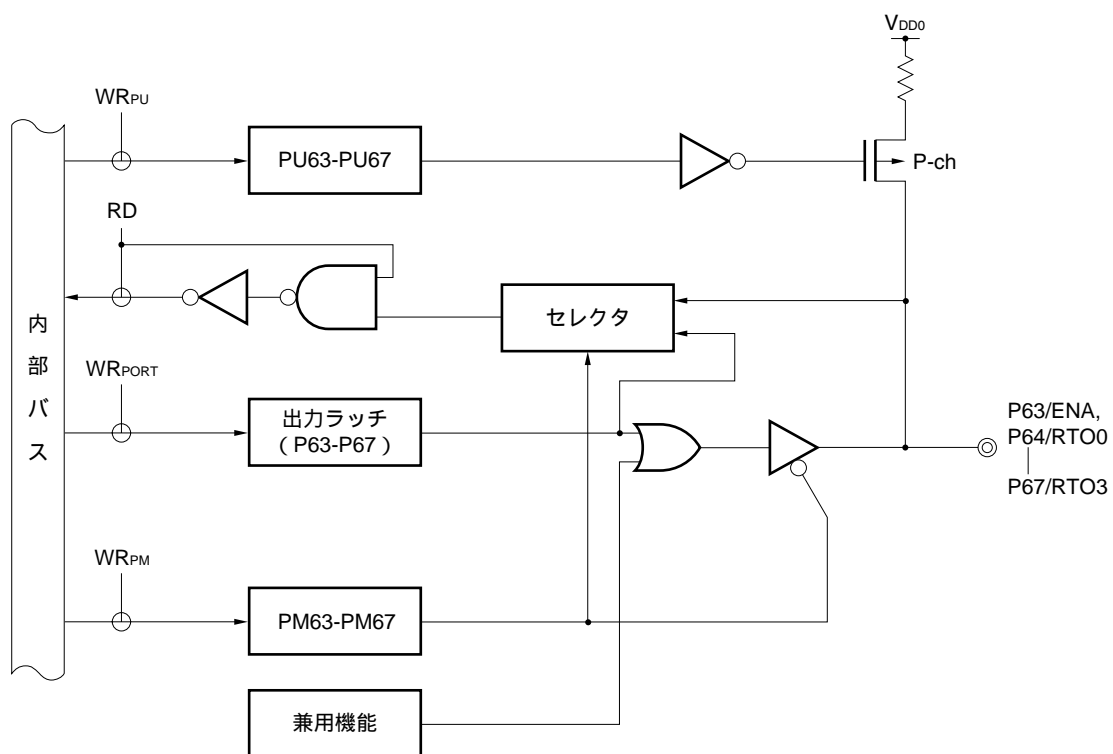 VDD0
WRPU
PU63-PU67
P-ch
RD
セレクタ
内部バス
WRPORT
出力ラッチ
(P63-P67)
P63/ENA,
P64/RTO0
P67/RTO3
WRPM
PM63-PM67
兼用機能